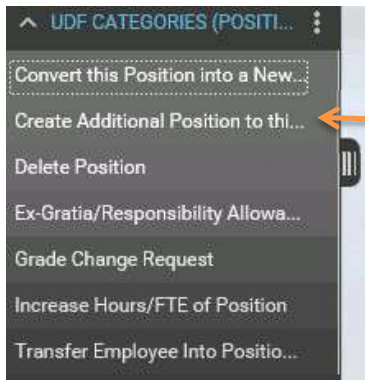 UDF CATEGORIES (POSITI...
Convert this Position into a New...
Create Additional Position to thi...
Delete Position
Ex-Gratia/Responsibility Allowa...
Grade Change Request
Increase Hours/FTE of Position
Transfer Employee Into Positio...